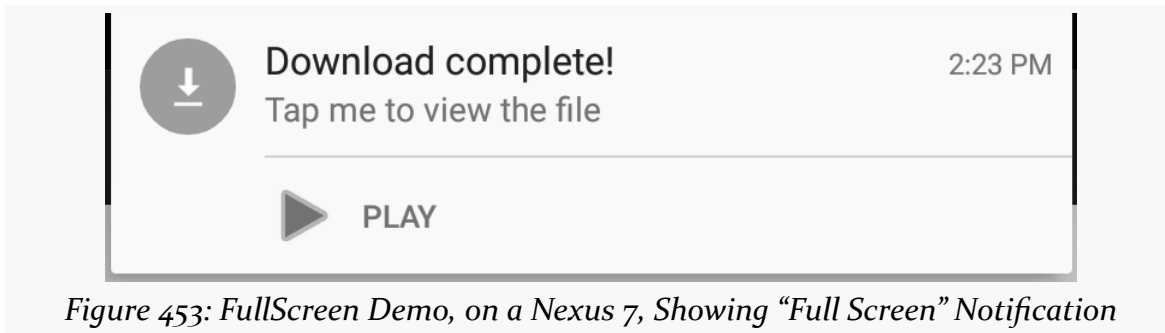 Download complete!
2:23 PM
Tap me to view the file
PLAY
Figure 453: FullScreen Demo, on a Nexus 7, Showing “Full Screen” Notification